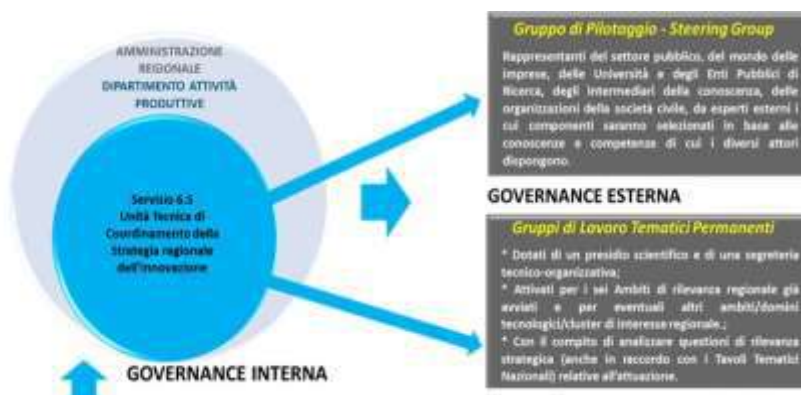 AMMINISTRAZIONE
REGIONALE
DIPARTIMENTO ATTIVITÀ
PRODUTTIVE
Servisio 6.5
Unità Tecnica di
Coordinamento della
Strategia regionale
dell'innovazione
GOVERNANCE INTERNA
Gruppo di Pilotaggio - Steering Group
Rappresentanti del settore pubblico, del mondo delle
imprese, delle Università e degli Enti Pubblici di
Ricerca, degli Intermediari della conoscenza, delle
organizzazioni della società civile, da esperti esterni i
cui componenti saranno selezionati in base alle
conoscenze e competenze di cui i diversi attori
dispongono.
GOVERNANCE ESTERNA
Gruppi di Lavoro Tematici Permanenti
* Dotati di un presidio scientifico e di una segreteria
tecnico-organizzativa;
* Attivati per i sei Ambiti di rilevanza regionale già
avviati e per eventuali altri ambiti/domini
tecnologici/cluster di interesse regionale.;
* Con il compito di analizzare questioni di rilevanza
strategica (anche in raccordo con i Tavoli Tematici
Nazionali) relative all'attuazione.